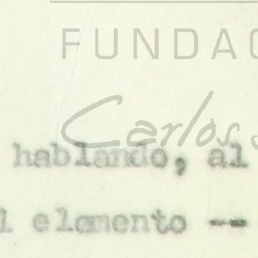 FUNDAC
Carlos S
hablando, al
l elemento --